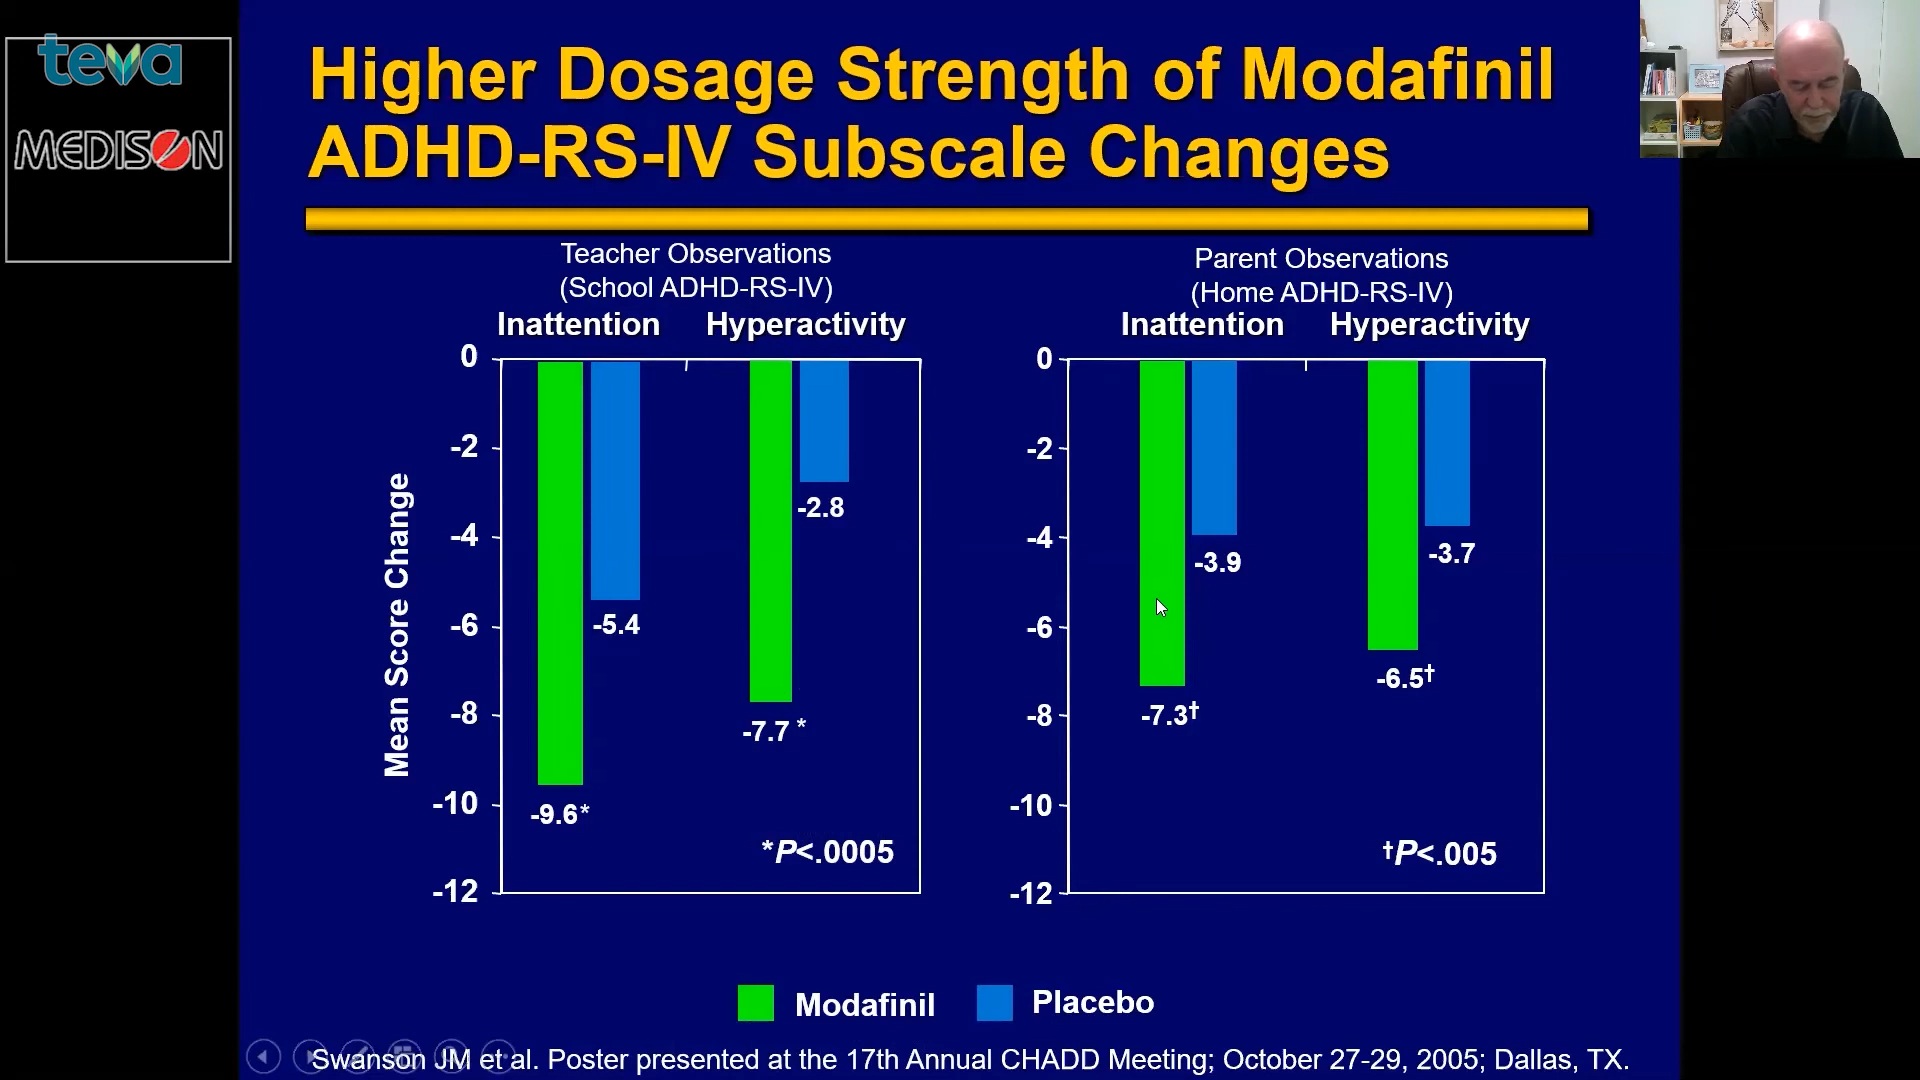 teva
MEDISON
Higher Dosage Strength of Modafinil
ADHD-RS-IV Subscale Changes
Teacher Observations
(School ADHD-RS-IV)
Inattention Hyperactivity
0
-2
-4
-6
-8
-10
-12
Mean Score Change
-9.6*
-5.4
-7.7 *
-2.8
*P<.0005
Parent Observations
(Home ADHD-RS-IV)
Inattention Hyperactivity
0
-2
-4
-6
-8
-10
-12
-7.3†
-3.9
-6.5†
-3.7
†P<.005
Modafinil Placebo
Swanson JM et al. Poster presented at the 17th Annual CHADD Meeting; October 27-29, 2005; Dallas, TX.